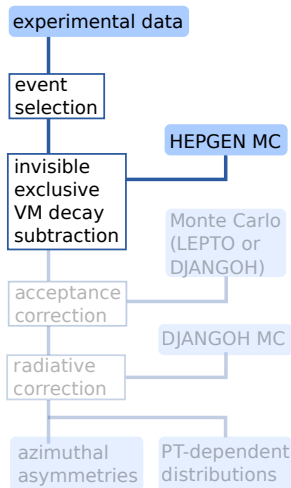 experimental data
event
selection
HEPGEN MC
invisible
exclusive
VM decay
subtraction
Monte Carlo
(LEPTO or
DJANGOH)
acceptance
correction
DJANGOH MC
radiative
correction
azimuthal
asymmetries
PT-dependent
distributions